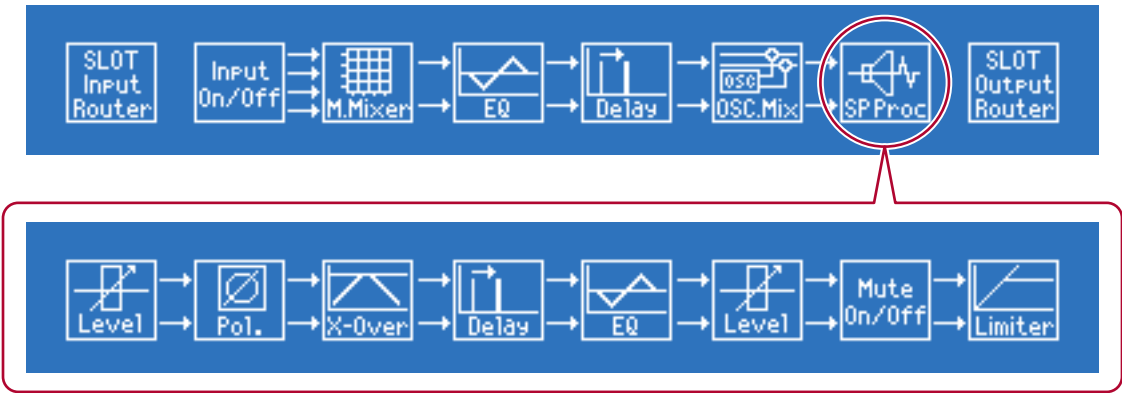 SLOT
Input
Router
Input
On/Off
M.Mixer
EQ
Delay
OSC
OSC.Mix
SP Proc
SLOT
Output
Router
Level
Pol.
X-Over
Delay
EQ
Level
Mute
On/Off
Limiter